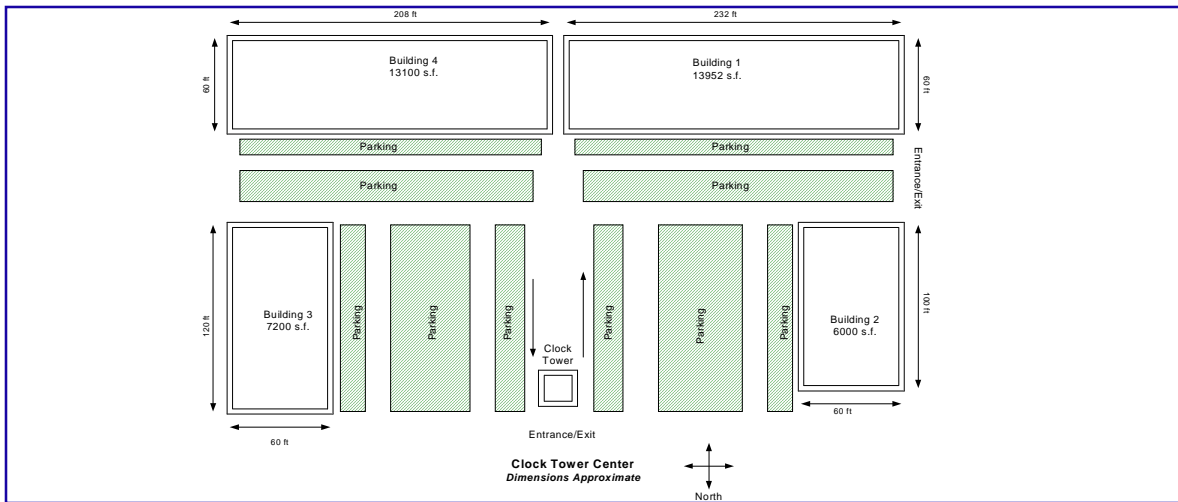 208 ft
232 ft
Building 4
13100 s.f.
Building 1
13952 s.f.
60 ft
60 ft
Parking
Parking
Entrance/Exit
Parking
Parking
Building 3
7200 s.f.
120 ft
Parking
Parking
Parking
Clock
Tower
Parking
Parking
Parking
Building 2
6000 s.f.
100 ft
60 ft
60 ft
Entrance/Exit
Clock Tower Center
Dimensions Approximate
North